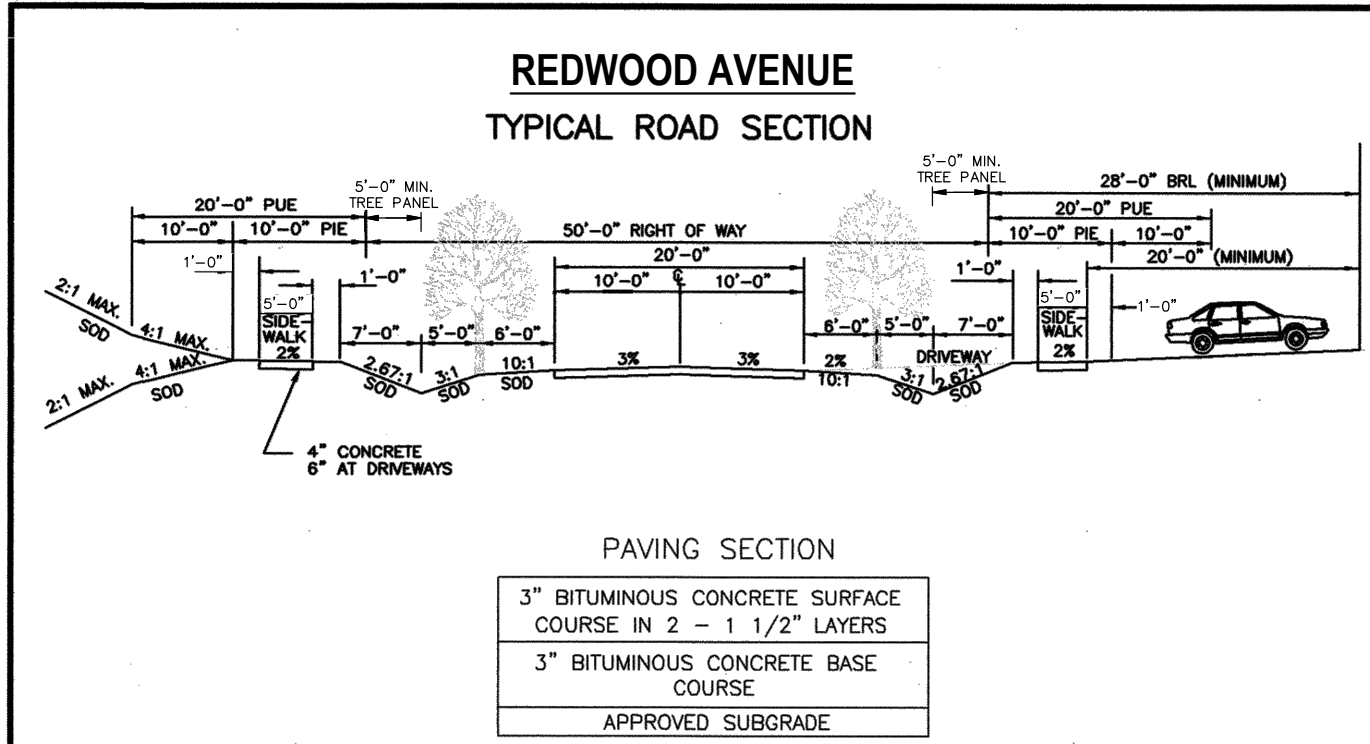 REDWOOD AVENUE
TYPICAL ROAD SECTION
5'-0" MIN.
TREE PANEL
5'-0" MIN.
TREE PANEL
28'-0" BRL (MINIMUM)
20'-0" PUE
20'-0" PUE
10'-0"
10'-0" PIE
50'-0" RIGHT OF WAY
10'-0" PIE
10'-0"
1'-0"
1'-0"
20'-0"
1'-0"
20'-0" (MINIMUM)
℄
10'-0"
10'-0"
5'-0"
SIDE-
WALK
2%
7'-0"
5'-0"
6'-0"
6'-0"
5'-0"
7'-0"
5'-0"
SIDE-
WALK
2%
1'-0"
2:1 MAX.
SOD
4:1 MAX.
2:1 MAX.
4:1 MAX.
SOD
2.67:1
SOD
3:1
10:1
SOD
3%
3%
2%
10:1
DRIVEWAY
3:1
SOD
2.67:1
SOD
4" CONCRETE
6" AT DRIVEWAYS
PAVING SECTION
3" BITUMINOUS CONCRETE SURFACE
COURSE IN 2 - 1 1/2" LAYERS
3" BITUMINOUS CONCRETE BASE
COURSE
APPROVED SUBGRADE